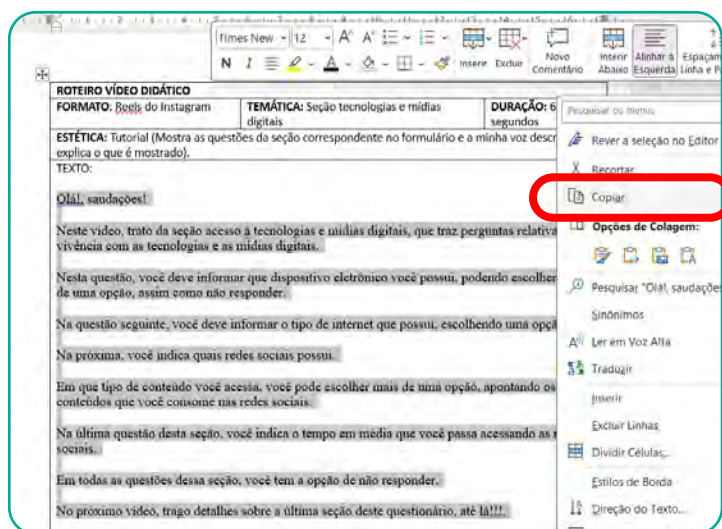 Times New 12 A A
N I Inserir Excluir Novo Comentário Inserir Abaixo Alinhar à Esquerda Linha e
ROTEIRO VÍDEO DIDÁTICO
FORMATO: Reels do Instagram TEMÁTICA: Seção tecnologias e mídias digitais DURAÇÃO: 6 segundos
ESTÉTICA: Tutorial (Mostra as questões da seção correspondente no formulário e a minha voz
explica o que é mostrado).
TEXTO:
Olá!, saudações!
Neste vídeo, trato da seção acesso à tecnologias e mídias digitais, que traz perguntas
vivência com as tecnologias e as mídias digitais.
Nesta questão, você deve informar que dispositivo eletrônico você possui, podendo escolher
de uma opção, assim como não responder.
Na questão seguinte, você deve informar o tipo de internet que possui, escolhendo uma
Na próxima, você indica quais redes sociais possui.
Em que tipo de conteúdo você acessa, você pode escolher mais de uma opção, apontando os
conteúdos que você consome nas redes sociais.
Na última questão desta seção, você indica o tempo em média que você passa acessando as
sociais.
Em todas as questões dessa seção, você tem a opção de não responder.
No próximo vídeo, trago detalhes sobre a última seção deste questionário, até lá!!!.
Pesquisar os menus
Rever a seleção no Editor
Recortar
Copiar
Opções de Colagem:
Pesquisar "Olá!, saudações
Sinônimos
Ler em Voz Alta
Traduzir
Inserir
Excluir Linhas
Dividir Células...
Estilos de Borda
Direção do Texto...